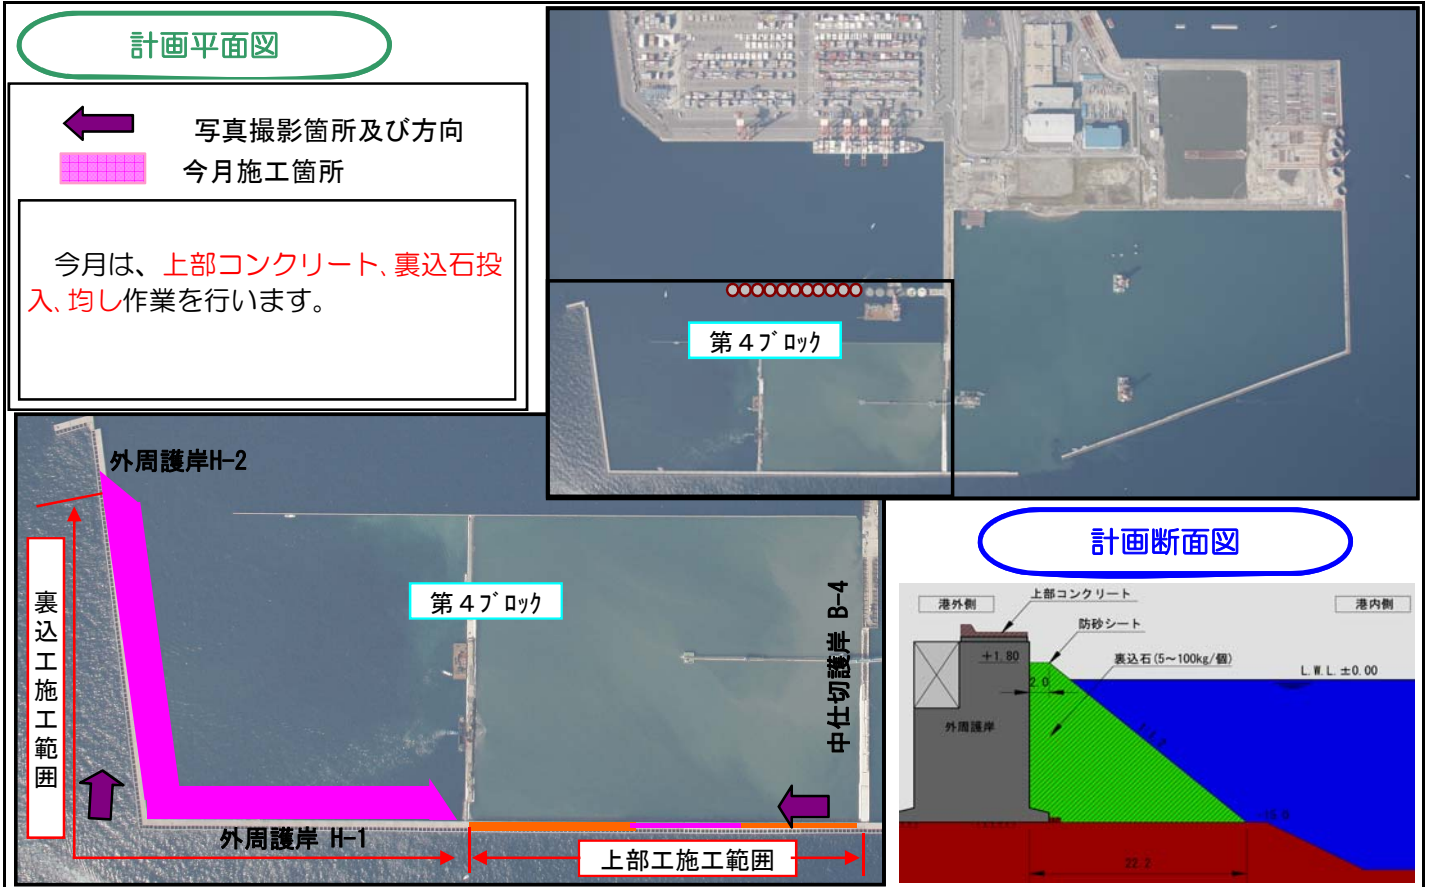 計画平面図
写真撮影箇所及び方向
今月施工箇所
今月は、上部コンクリート、裏込石投
入、均し作業を行います。
第4ブロック
外周護岸H-2
第4ブロック
裏込工施工範囲
中仕切護岸 B-4
外周護岸 H-1
上部工施工範囲
計画断面図
港外側
上部コンクリート
港内側
防砂シート
+1.80
裏込石(5~100kg/個)
L.W.L.±0.00
2.0
外周護岸
22.2